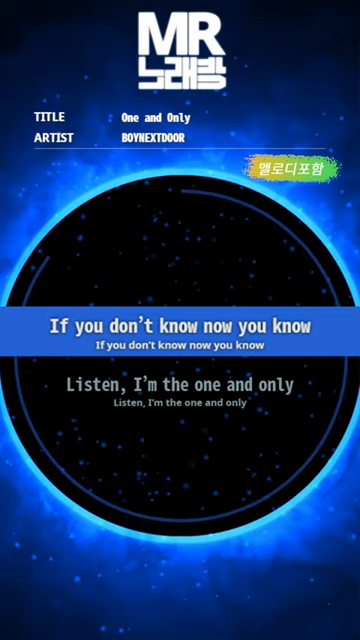 MR
노래방
TITLE One and Only
ARTIST BOYNEXTDOOR
멜로디포함
If you don't know now you know
If you don't know now you know
Listen, I'm the one and only
Listen, I'm the one and only